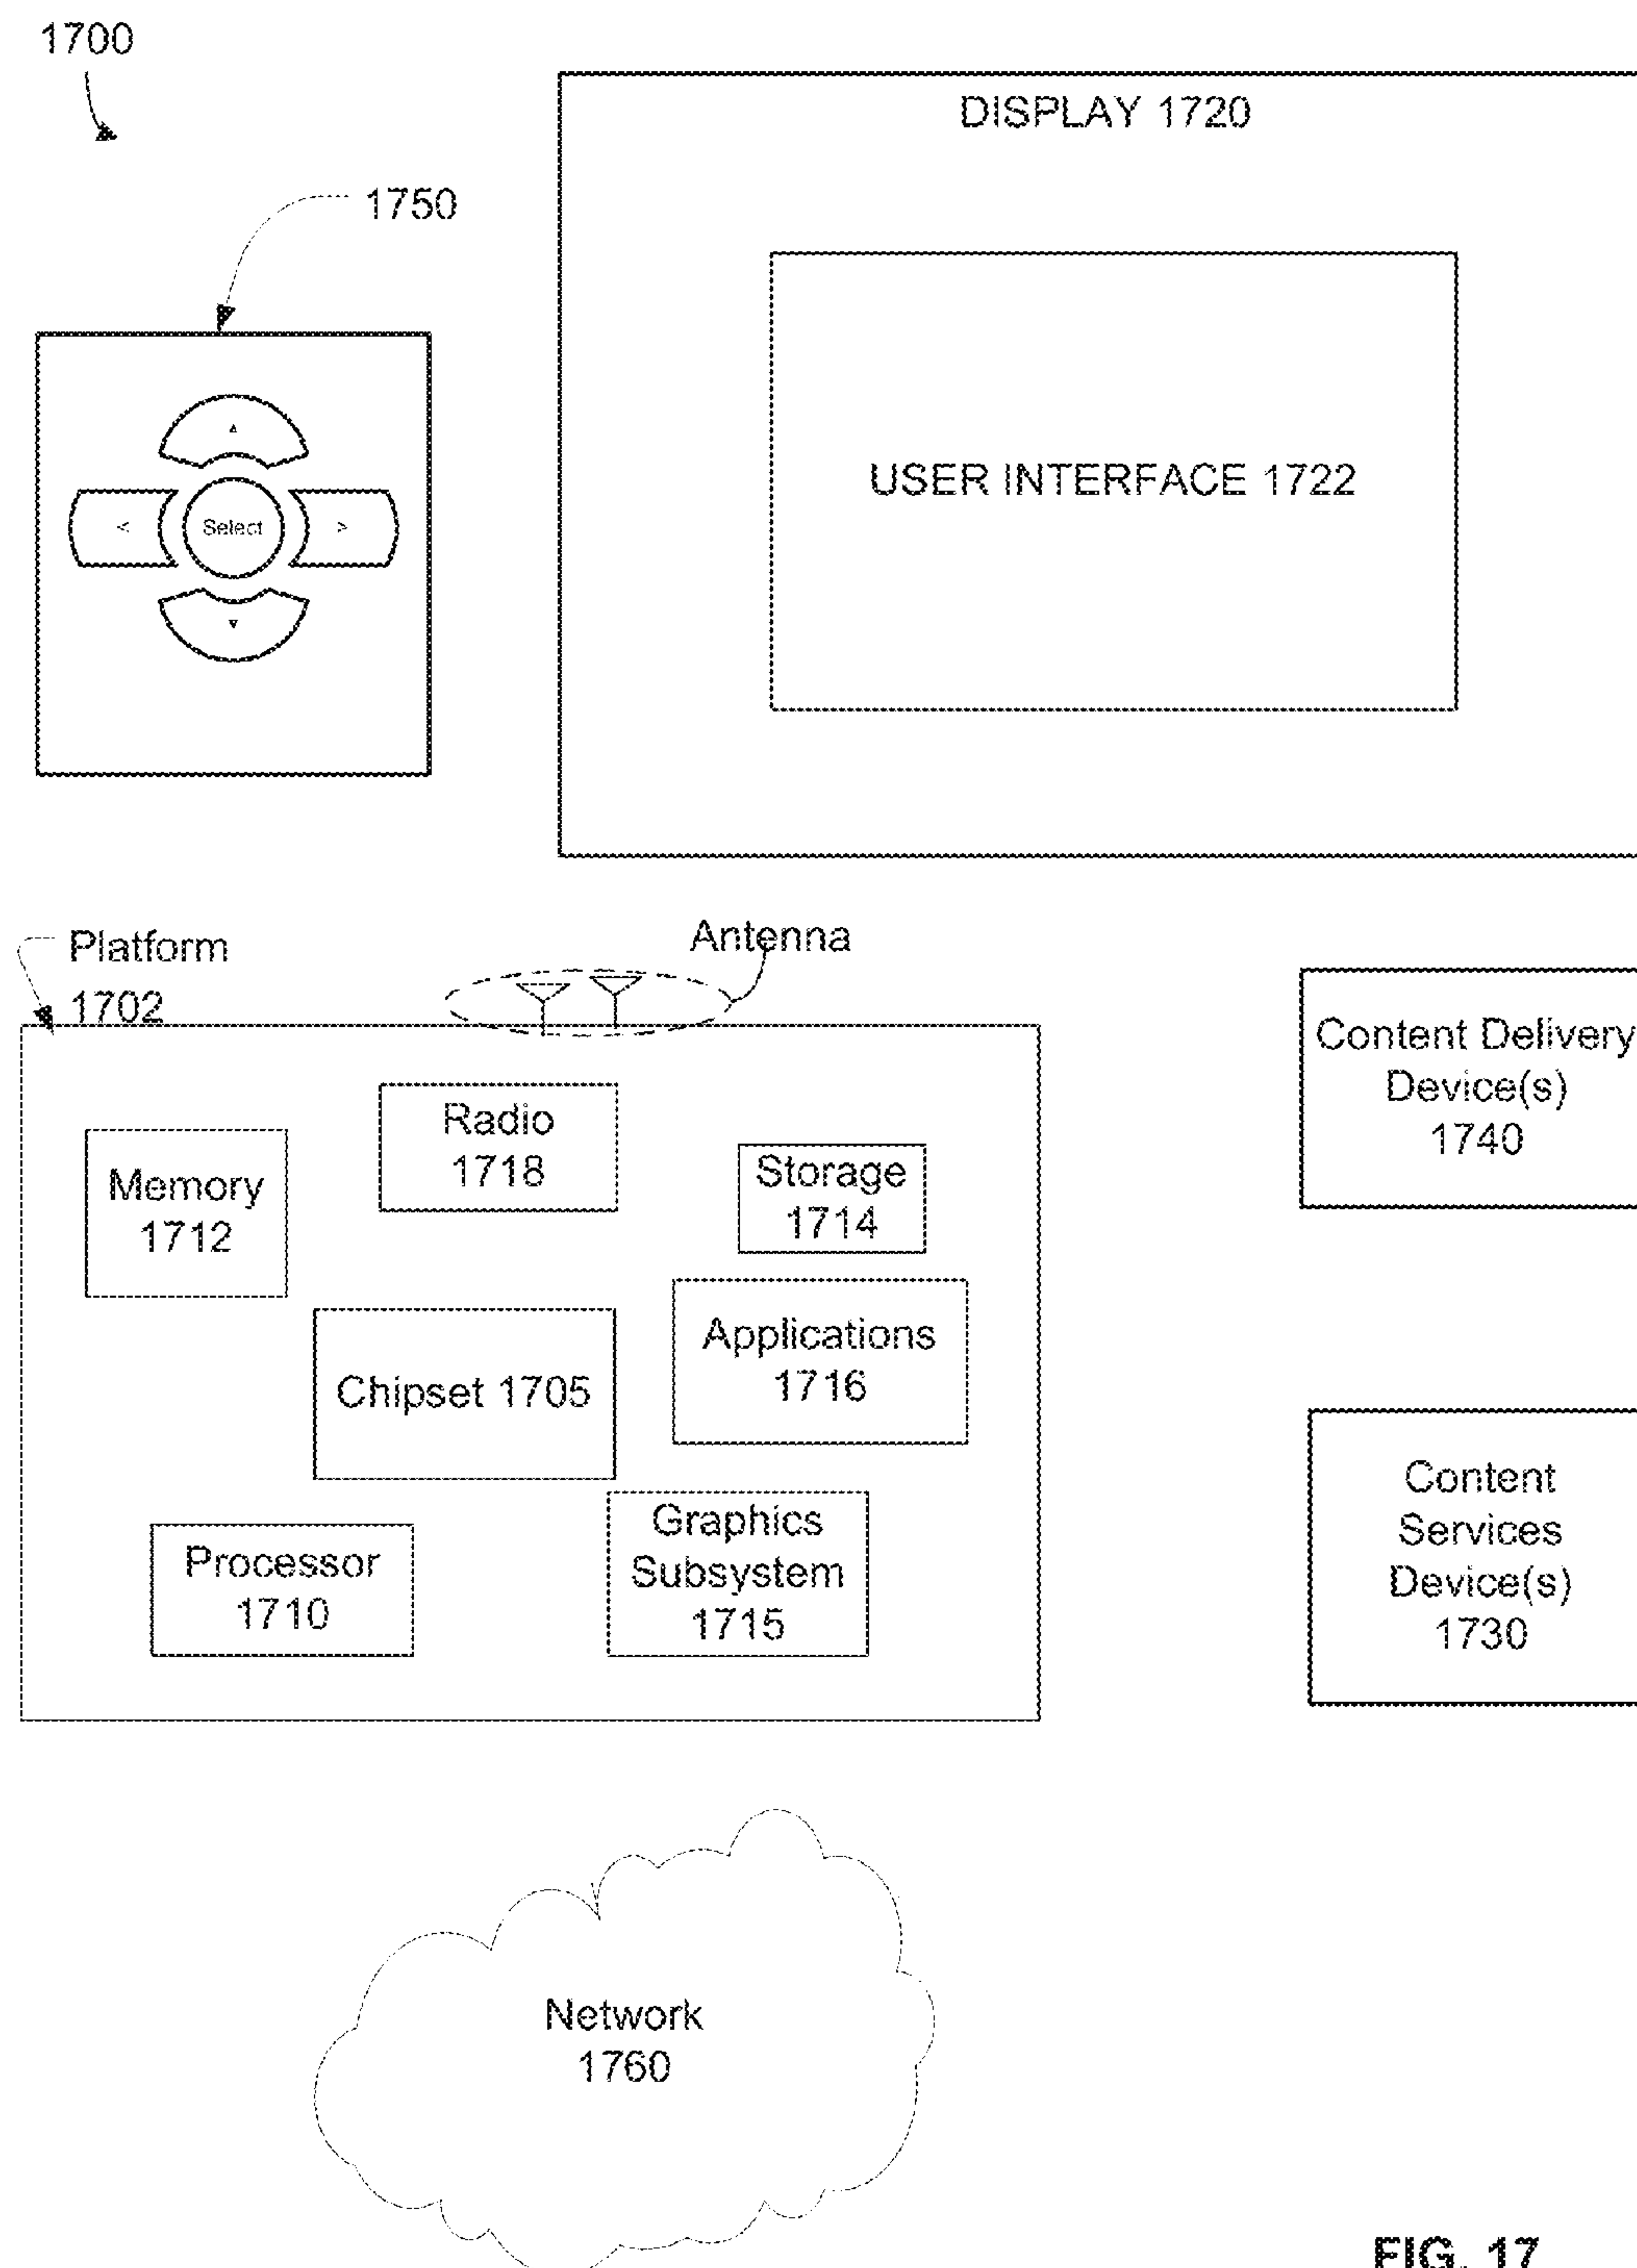 1700
DISPLAY 1720
1750
USER INTERFACE 1722
<
Select
>
Platform
1702
Antenna
Content Delivery
Device(s)
1740
Radio
1718
Memory
1712
Storage
1714
Applications
1716
Chipset 1705
Content
Services
Device(s)
1730
Graphics
Subsystem
1715
Processor
1710
Network
1760
FIG. 17